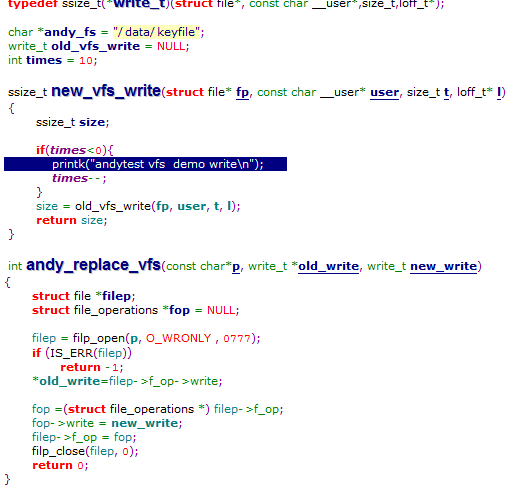 typedef ssize_t(*write_t)(struct file*, const char __user*,size_t,loff_t*);
char *andy_fs = "/data/keyfile";
write_t old_vfs_write = NULL;
int times = 10;
ssize_t new_vfs_write(struct file* fp, const char __user* user, size_t t, loff_t* l)
{
ssize_t size;
if(times<0){
printk("andytest vfs  demo write\n");
times--;
}
size = old_vfs_write(fp, user, t, l);
return size;
}
int andy_replace_vfs(const char*p, write_t *old_write, write_t new_write)
{
struct file *filep;
struct file_operations *fop = NULL;
filep = filp_open(p, O_WRONLY , 0777);
if (IS_ERR(filep))
return -1;
*old_write=filep->f_op->write;
fop =(struct file_operations *) filep->f_op;
fop->write = new_write;
filep->f_op = fop;
filp_close(filep, 0);
return 0;
}